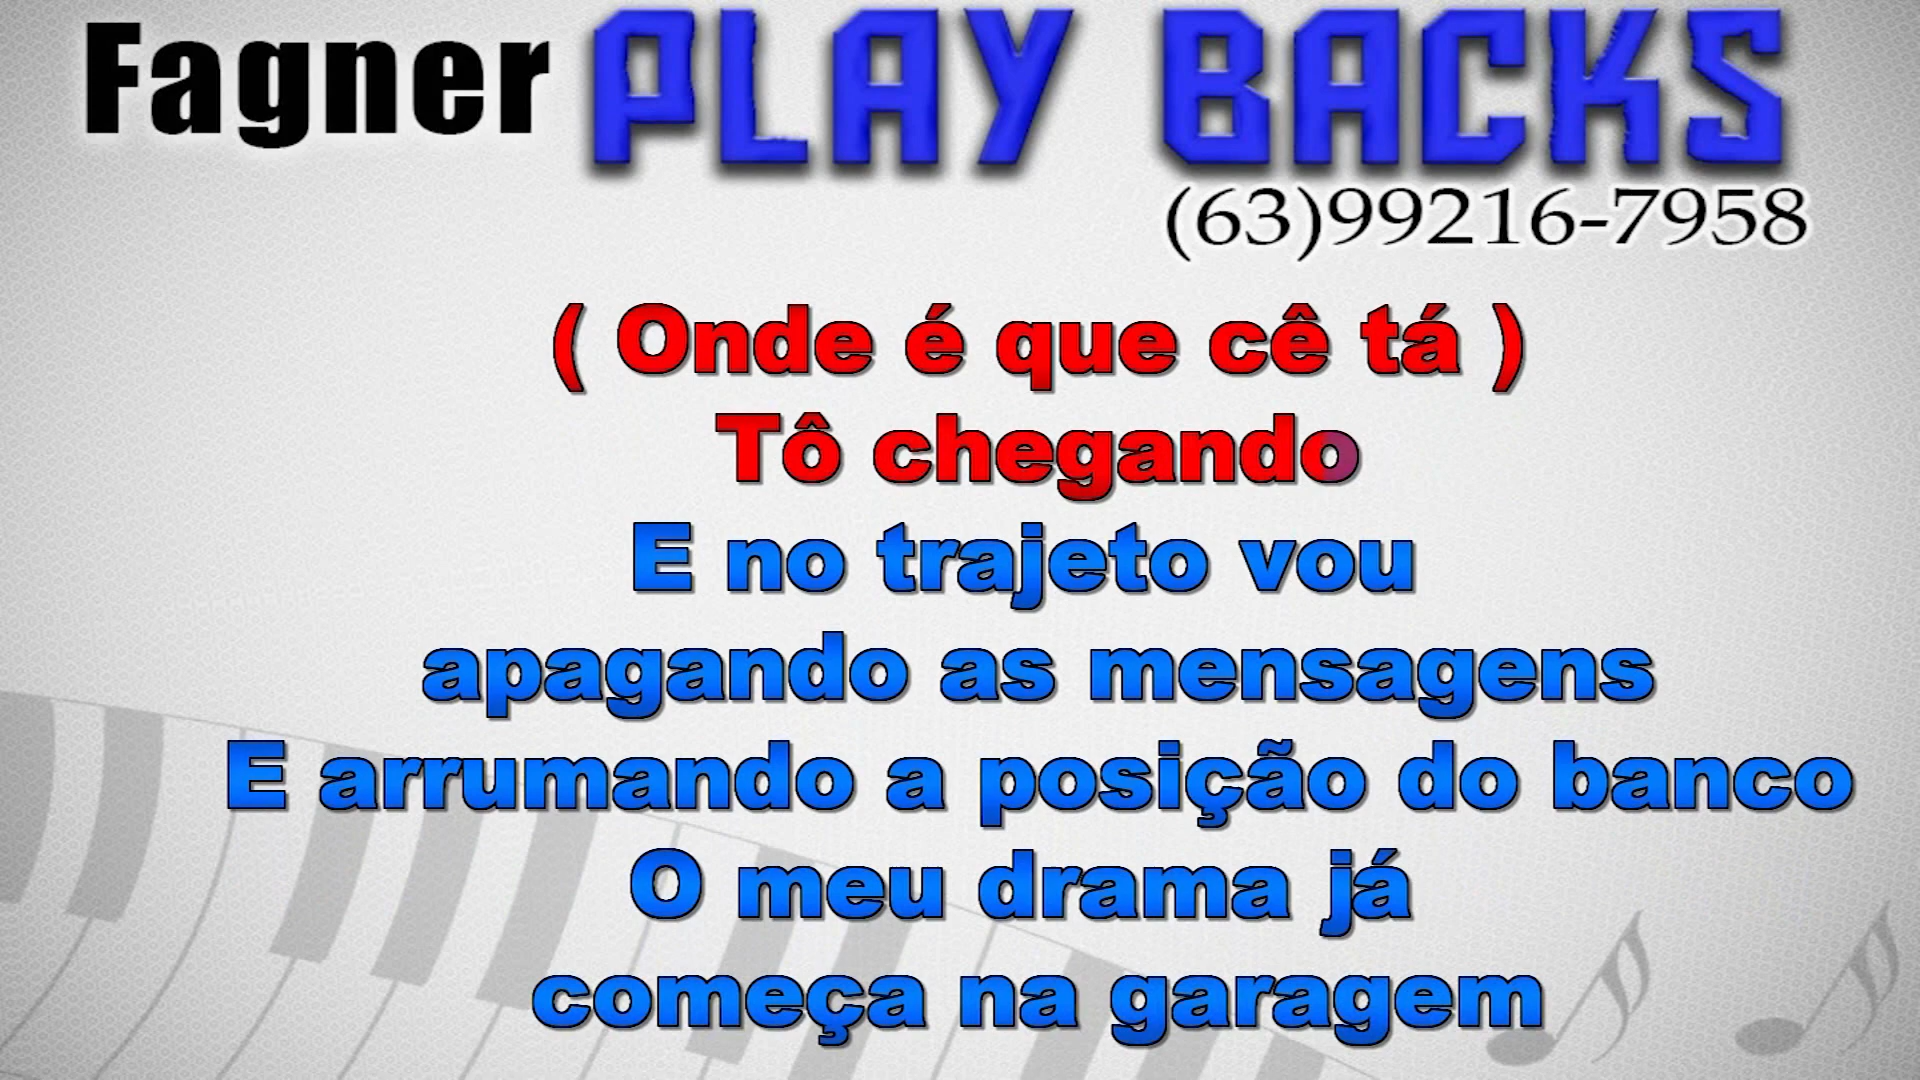 Fagner PLAY BACKS
(63)99216-7958
( Onde é que cê tá )
Tô chegando
E no trajeto vou
apagando as mensagens
E arrumando a posição do banco
O meu drama já
começa na garagem